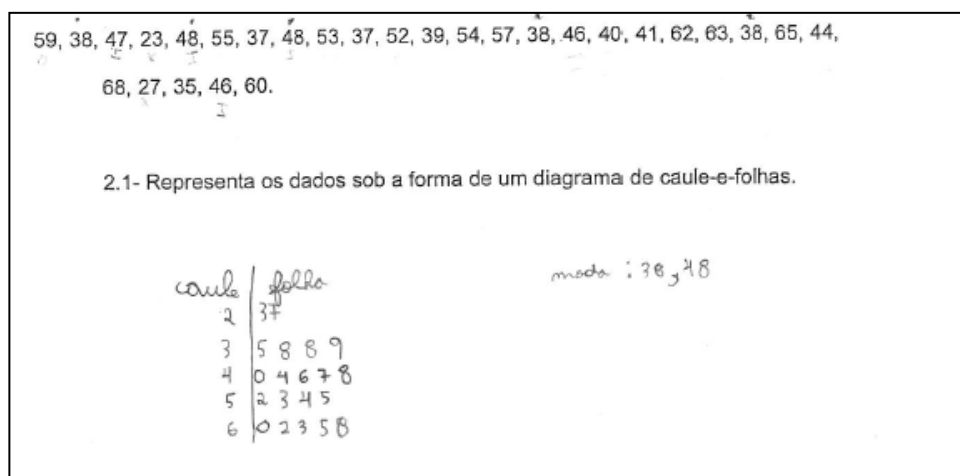 59, 38, 47, 23, 48, 55, 37, 48, 53, 37, 52, 39, 54, 57, 38, 46, 40, 41, 62, 63, 38, 65, 44,
68, 27, 35, 46, 60.
2.1- Representa os dados sob a forma de um diagrama de caule-e-folhas.
caule | folha
moda : 38, 48
2 | 37
3 | 5 8 8 9
4 | 0 4 6 7 8
5 | 2 3 4 5
6 | 0 2 3 5 8